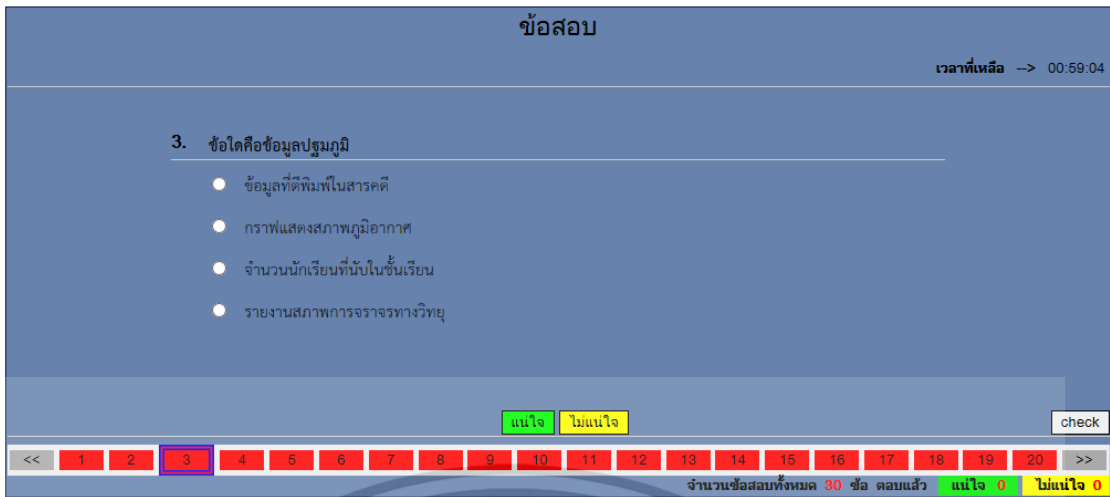 ข้อสอบ
เวลาที่เหลือ --> 00:59:04
3. ข้อใดคือข้อมูลปฐมภูมิ
ข้อมูลที่ตีพิมพ์ในสารคดี
กราฟแสดงสภาพภูมิอากาศ
จำนวนนักเรียนที่นับในชั้นเรียน
รายงานสภาพการจราจรทางวิทยุ
แน่ใจ ไม่แน่ใจ check
<< 1 2 3 4 5 6 7 8 9 10 11 12 13 14 15 16 17 18 19 20 >>
จำนวนข้อสอบทั้งหมด 30 ข้อ ตอบแล้ว แน่ใจ 0 ไม่แน่ใจ 0